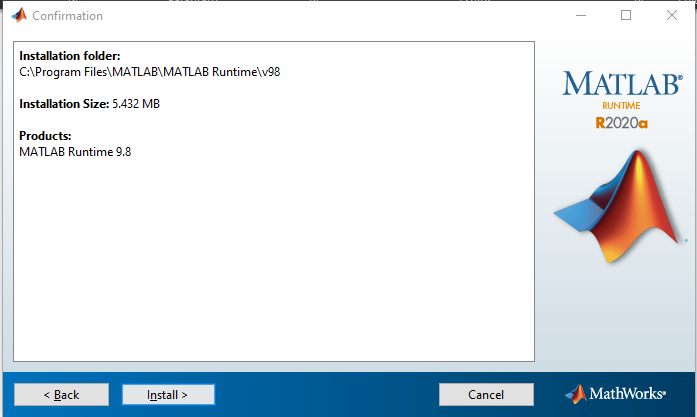 Confirmation
Installation folder:
C:\Program Files\MATLAB\MATLAB Runtime\v98
Installation Size: 5.432 MB
Products:
MATLAB Runtime 9.8
MATLAB®
RUNTIME
R2020a
< Back
Install >
Cancel
MathWorks®